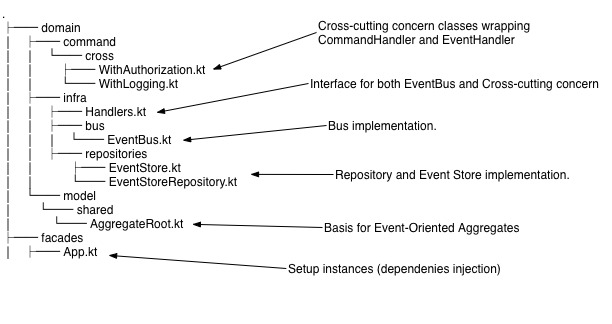 .
domain
command
cross
WithAuthorization.kt
WithLogging.kt
infra
Handlers.kt
bus
EventBus.kt
repositories
EventStore.kt
EventStoreRepository.kt
model
shared
AggregateRoot.kt
facades
App.kt
Cross-cutting concern classes wrapping
CommandHandler and EventHandler
Interface for both EventBus and Cross-cutting concern
Bus implementation.
Repository and Event Store implementation.
Basis for Event-Oriented Aggregates
Setup instances (dependenies injection)